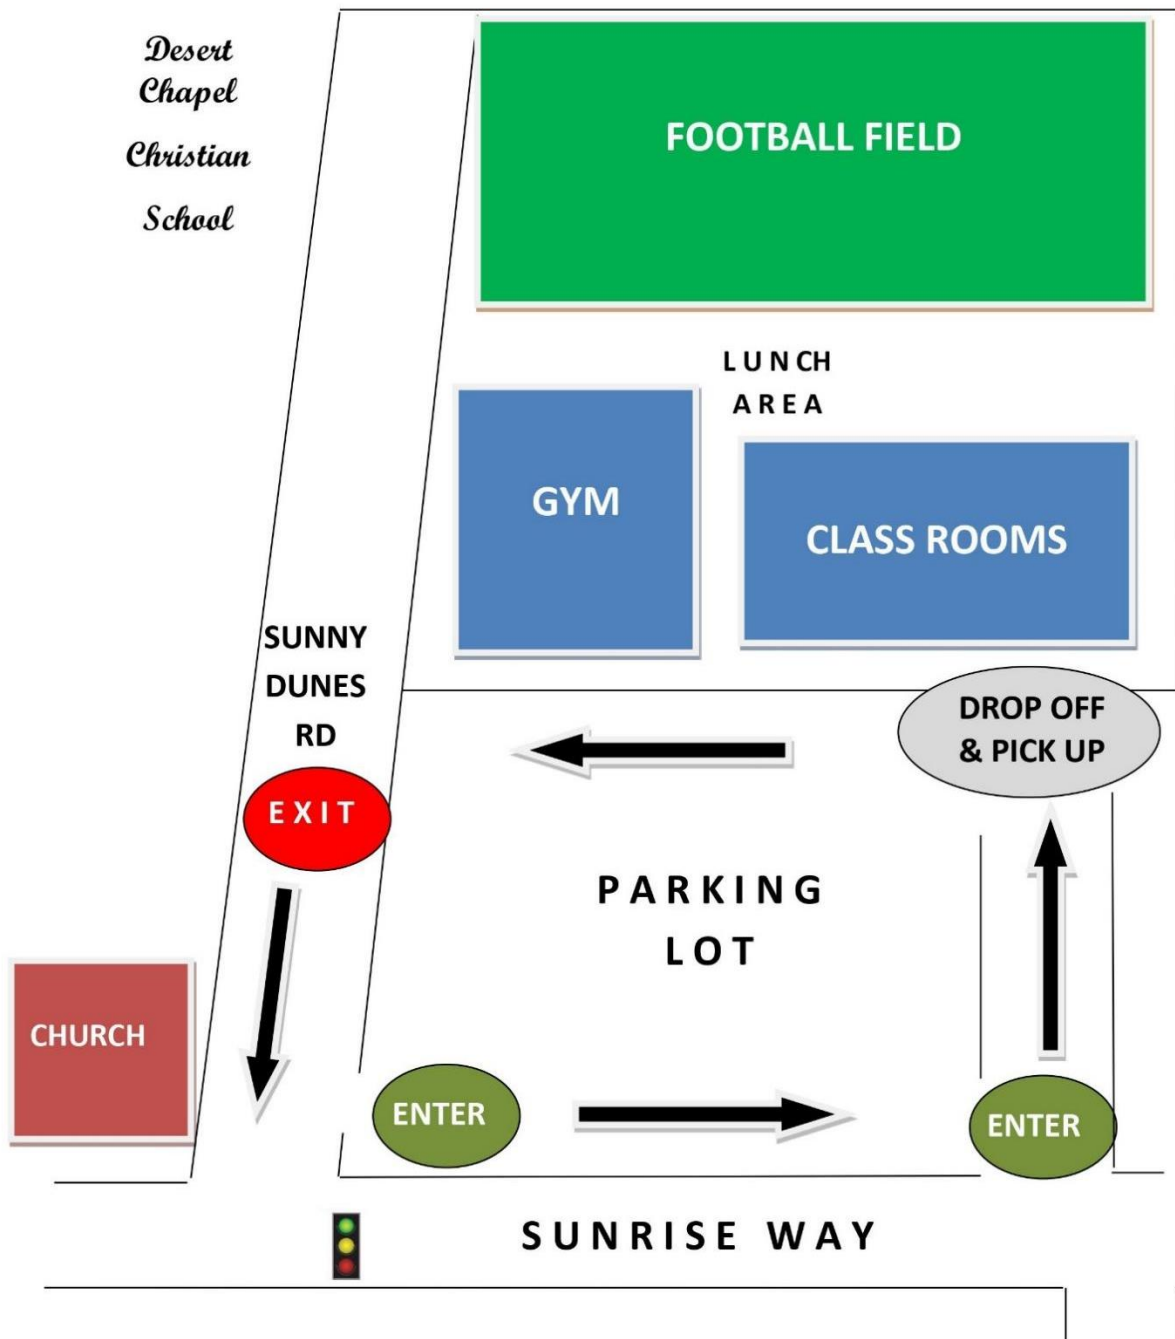 Desert
Chapel
Christian
School
FOOTBALL FIELD
LUNCH
AREA
GYM
CLASS ROOMS
SUNNY
DUNES
RD
DROP OFF
& PICK UP
EXIT
PARKING
LOT
CHURCH
ENTER
ENTER
SUNRISE WAY